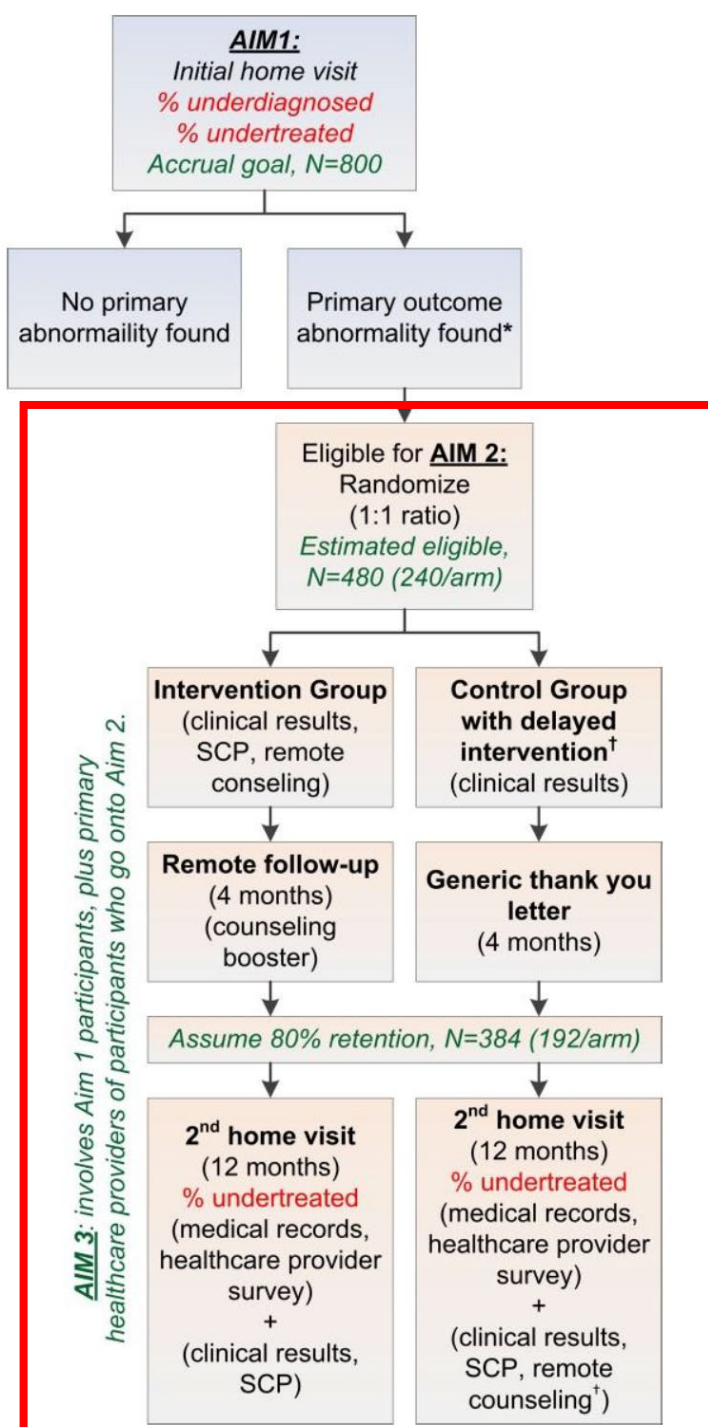 AIM1:
Initial home visit
% underdiagnosed
% undertreated
Accrual goal, N=800
No primary
abnormaility found
Primary outcome
abnormality found*
Eligible for AIM 2:
Randomize
(1:1 ratio)
Estimated eligible,
N=480 (240/arm)
Intervention Group
(clinical results,
SCP, remote
conseling)
Control Group
with delayed
intervention†
(clinical results)
Remote follow-up
(4 months)
(counseling
booster)
Generic thank you
letter
(4 months)
Assume 80% retention, N=384 (192/arm)
2nd home visit
(12 months)
% undertreated
(medical records,
healthcare provider
survey)
+
(clinical results,
SCP)
2nd home visit
(12 months)
% undertreated
(medical records,
healthcare provider
survey)
+
(clinical results,
SCP, remote
counseling†)
AIM 3: involves Aim 1 participants, plus primary
healthcare providers of participants who go onto Aim 2.